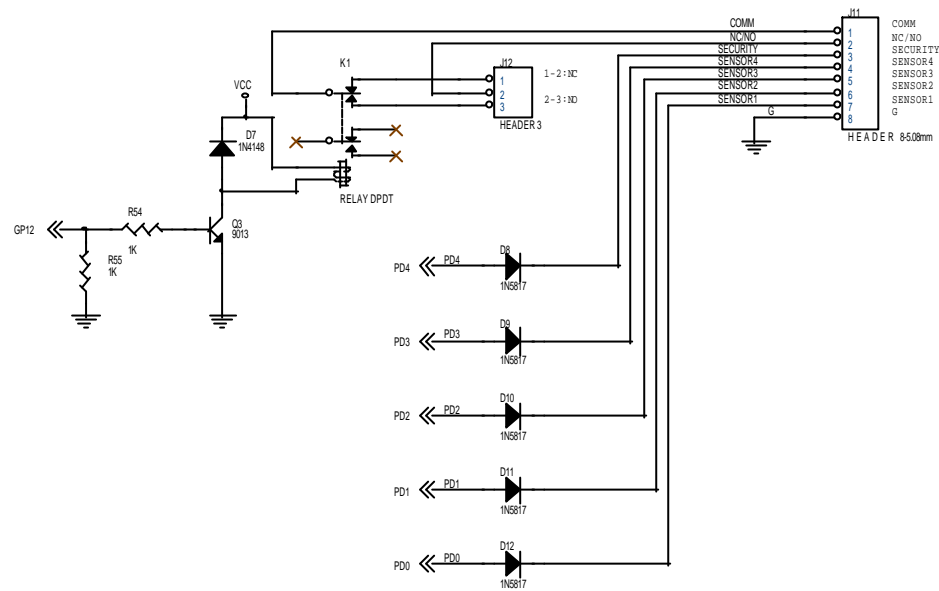 J11
COMM
1
COMM
NC/NO
2
NC/NO
SECURITY
3
SECURITY
SENSOR4
4
SENSOR4
SENSOR3
5
SENSOR3
SENSOR2
6
SENSOR2
SENSOR1
7
SENSOR1
G
8
G
HEADER 8-5.08mm
K1
J12
1
2
3
1-2:NC
2-3:NO
HEADER 3
VCC
D7
1N4148
RELAY DPDT
GP12
R54
1K
R55
1K
Q3
9013
PD4
PD4
D8
1N5817
PD3
PD3
D9
1N5817
PD2
PD2
D10
1N5817
PD1
PD1
D11
1N5817
PD0
PD0
D12
1N5817